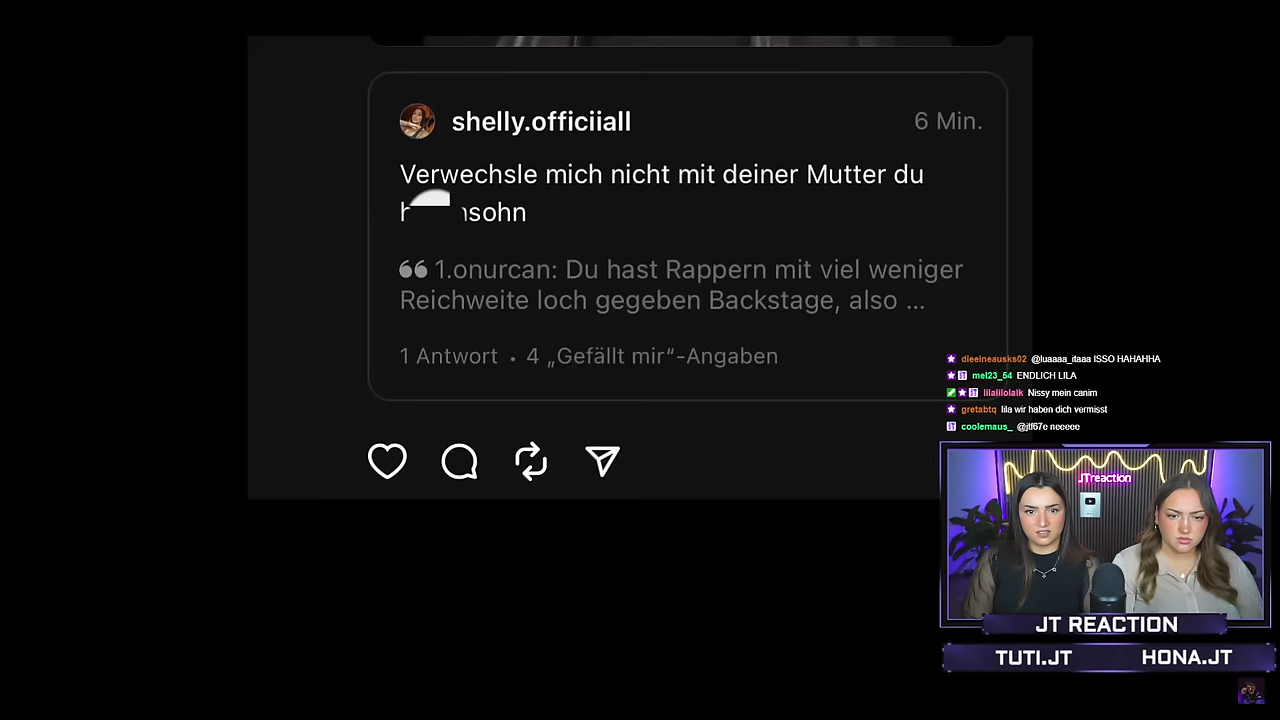 shelly.officiiall 6 Min.
Verwechsle mich nicht mit deiner Mutter du
nsohn
1.onurcan: Du hast Rappern mit viel weniger
Reichweite loch gegeben Backstage, also ...
1 Antwort • 4 „Gefällt mir“-Angaben
dieeineausks02 @luaaaa_itaaa ISSO HAHAHHA
mel23_54 ENDLICH LILA
lilalilolalk Nissy mein canim
gretabtq lila wir haben dich vermisst
coolemaus_ @jtf67e neeeee
JTreaction
JT REACTION
TUTI.JT HONA.JT